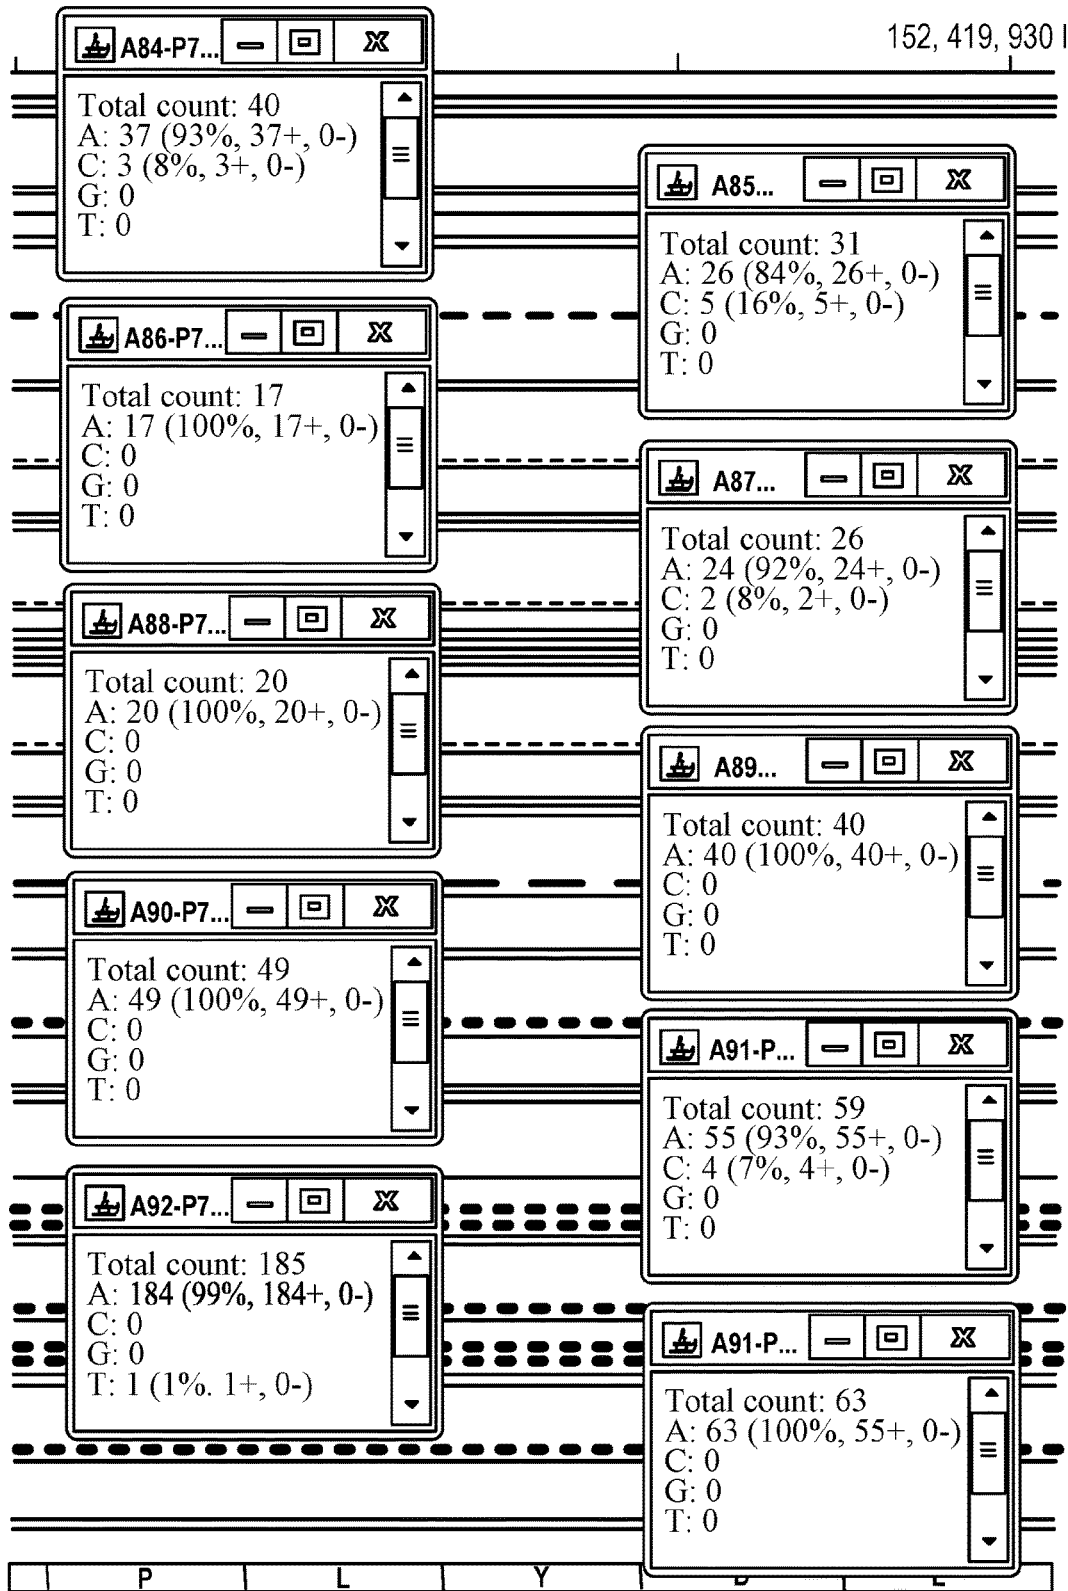 152, 419, 930
A84-P7...
Total count: 40
A: 37 (93%, 37+, 0-)
C: 3 (8%, 3+, 0-)
G: 0
T: 0
A85...
Total count: 31
A: 26 (84%, 26+, 0-)
C: 5 (16%, 5+, 0-)
G: 0
T: 0
A86-P7...
Total count: 17
A: 17 (100%, 17+, 0-)
C: 0
G: 0
T: 0
A87...
Total count: 26
A: 24 (92%, 24+, 0-)
C: 2 (8%, 2+, 0-)
G: 0
T: 0
A88-P7...
Total count: 20
A: 20 (100%, 20+, 0-)
C: 0
G: 0
T: 0
A89...
Total count: 40
A: 40 (100%, 40+, 0-)
C: 0
G: 0
T: 0
A90-P7...
Total count: 49
A: 49 (100%, 49+, 0-)
C: 0
G: 0
T: 0
A91-P...
Total count: 59
A: 55 (93%, 55+, 0-)
C: 4 (7%, 4+, 0-)
G: 0
T: 0
A92-P7...
Total count: 185
A: 184 (99%, 184+, 0-)
C: 0
G: 0
T: 1 (1%. 1+, 0-)
A91-P...
Total count: 63
A: 63 (100%, 55+, 0-)
C: 0
G: 0
T: 0
P L Y